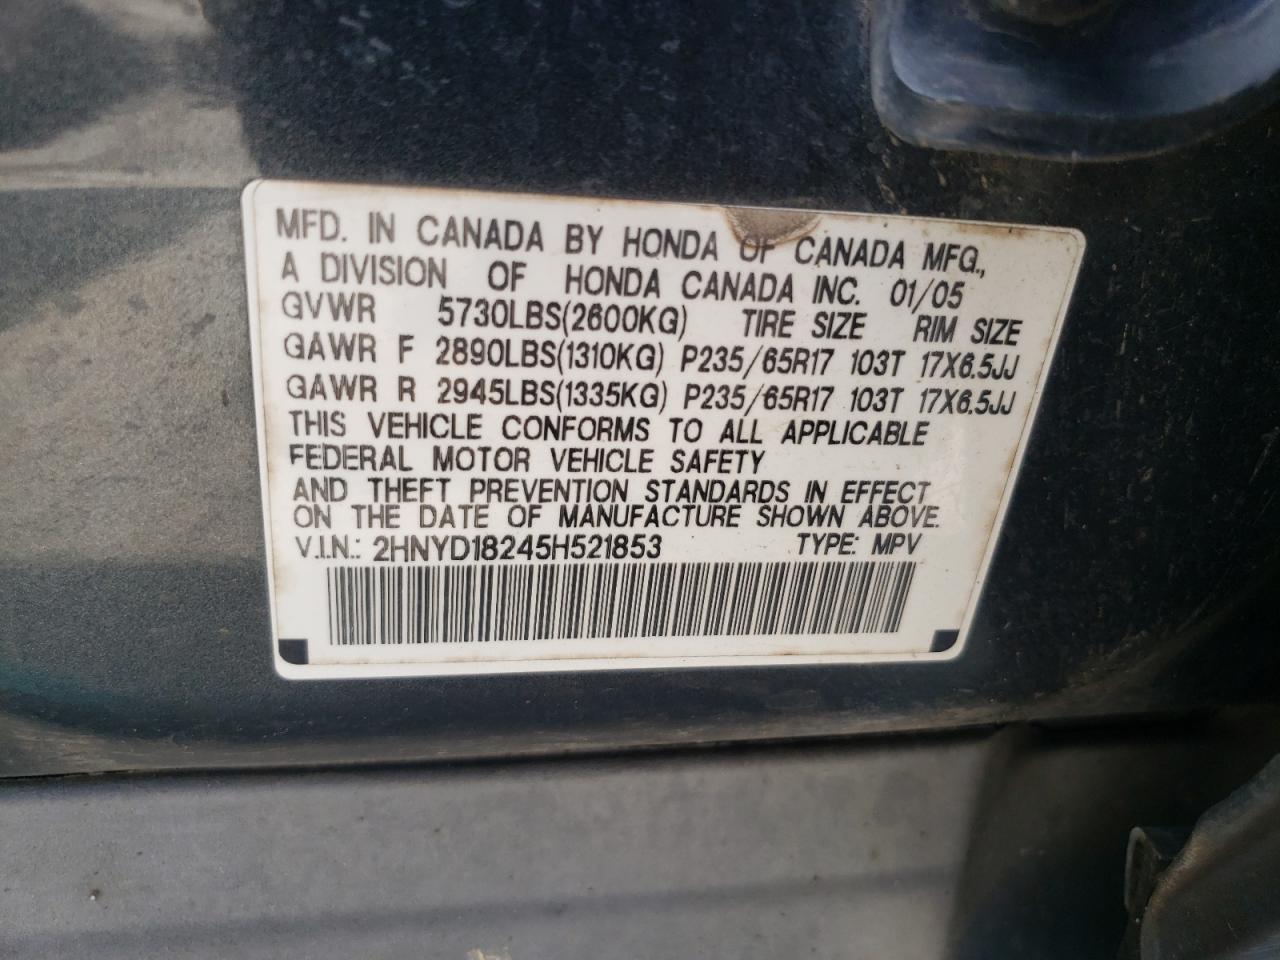 MFD. IN CANADA BY HONDA OF CANADA MFG.,
A DIVISION OF HONDA CANADA INC. 01/05
GVWR 5730LBS(2600KG) TIRE SIZE RIM SIZE
GAWR F 2890LBS(1310KG) P235/65R17 103T 17X6.5JJ
GAWR R 2945LBS(1335KG) P235/65R17 103T 17X6.5JJ
THIS VEHICLE CONFORMS TO ALL APPLICABLE
FEDERAL MOTOR VEHICLE SAFETY
AND THEFT PREVENTION STANDARDS IN EFFECT
ON THE DATE OF MANUFACTURE SHOWN ABOVE.
V.I.N.: 2HNYD18245H521853 TYPE: MPV